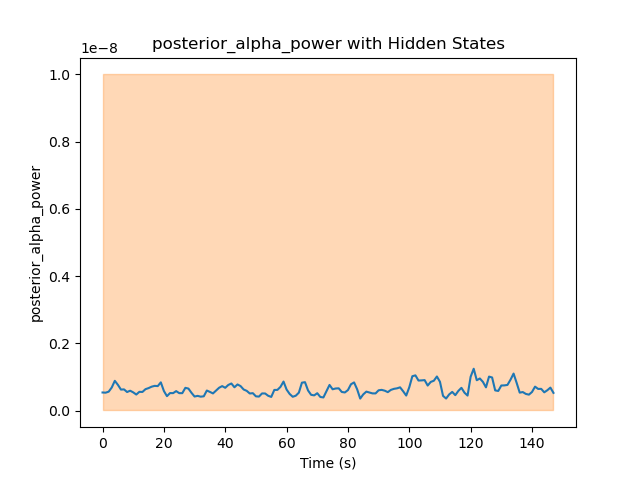 posterior_alpha_power with Hidden States
1e−8
1.0
0.8
0.6
0.4
0.2
0.0
posterior_alpha_power
0 20 40 60 80 100 120 140
Time (s)